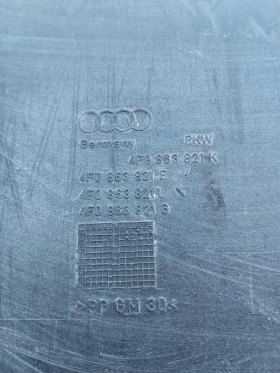 Germany PKW
4F0 863 821 K
4F0 863 821 E
4F0 863 821 L
4F0 863 821 B
>PP GM 30<